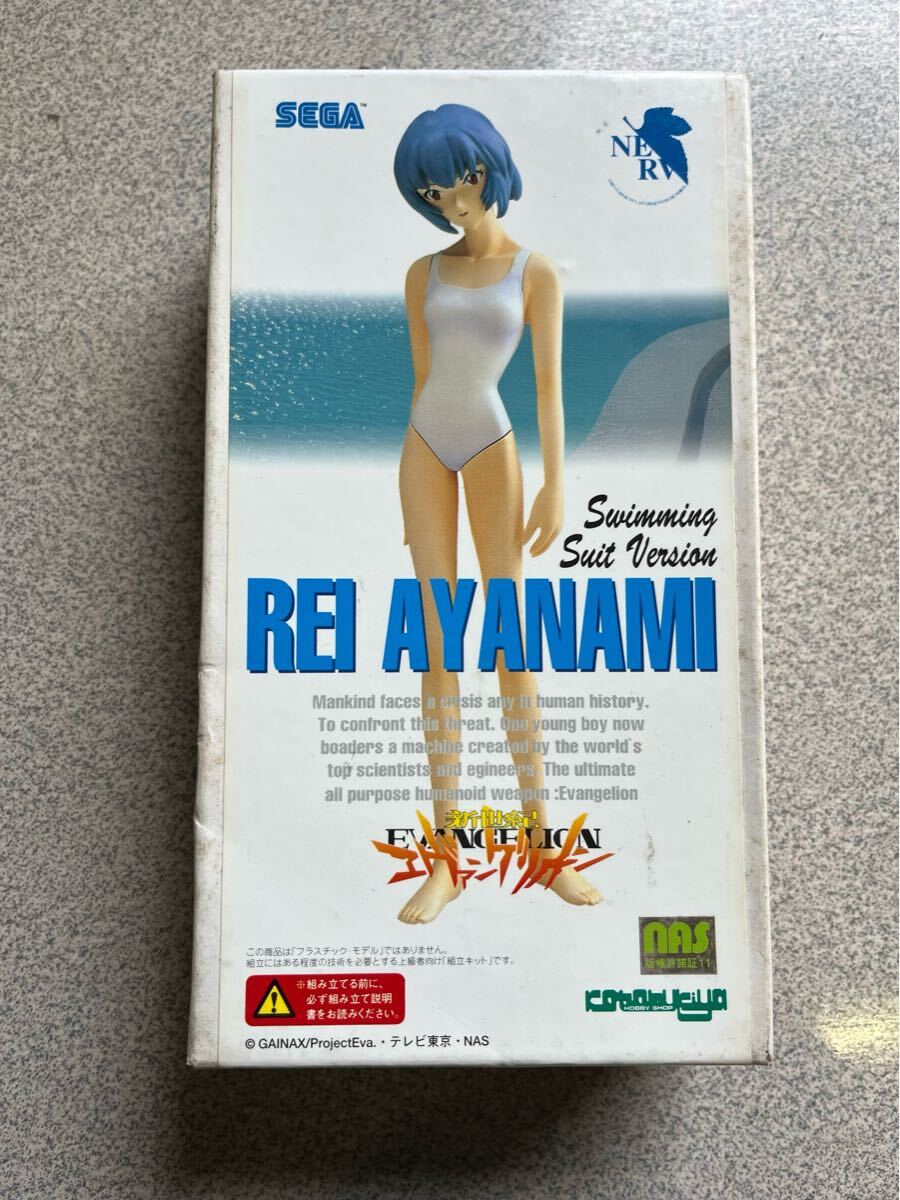 SEGA™
NE
RV
Swimming
Suit Version
REI AYANAMI
Mankind faces a crisis any in human history.
To confront this threat. One young boy now
boaders a machine created by the world's
top scientists and egineers. The ultimate
all purpose humenoid weapon :Evangelion
新世紀
EVANGELION
エヴァンゲリオン
この商品は「プラスチック・モデル」ではありません。
組立にはある程度の技術を必要とする上級者向け「組立キット」です。
※組み立てる前に、
必ず組み立て説明
書をお読みください。
nas
版権許諾証11
Kotobukiya
HOBBY SHOP
© GAINAX/ProjectEva.・テレビ東京・NAS